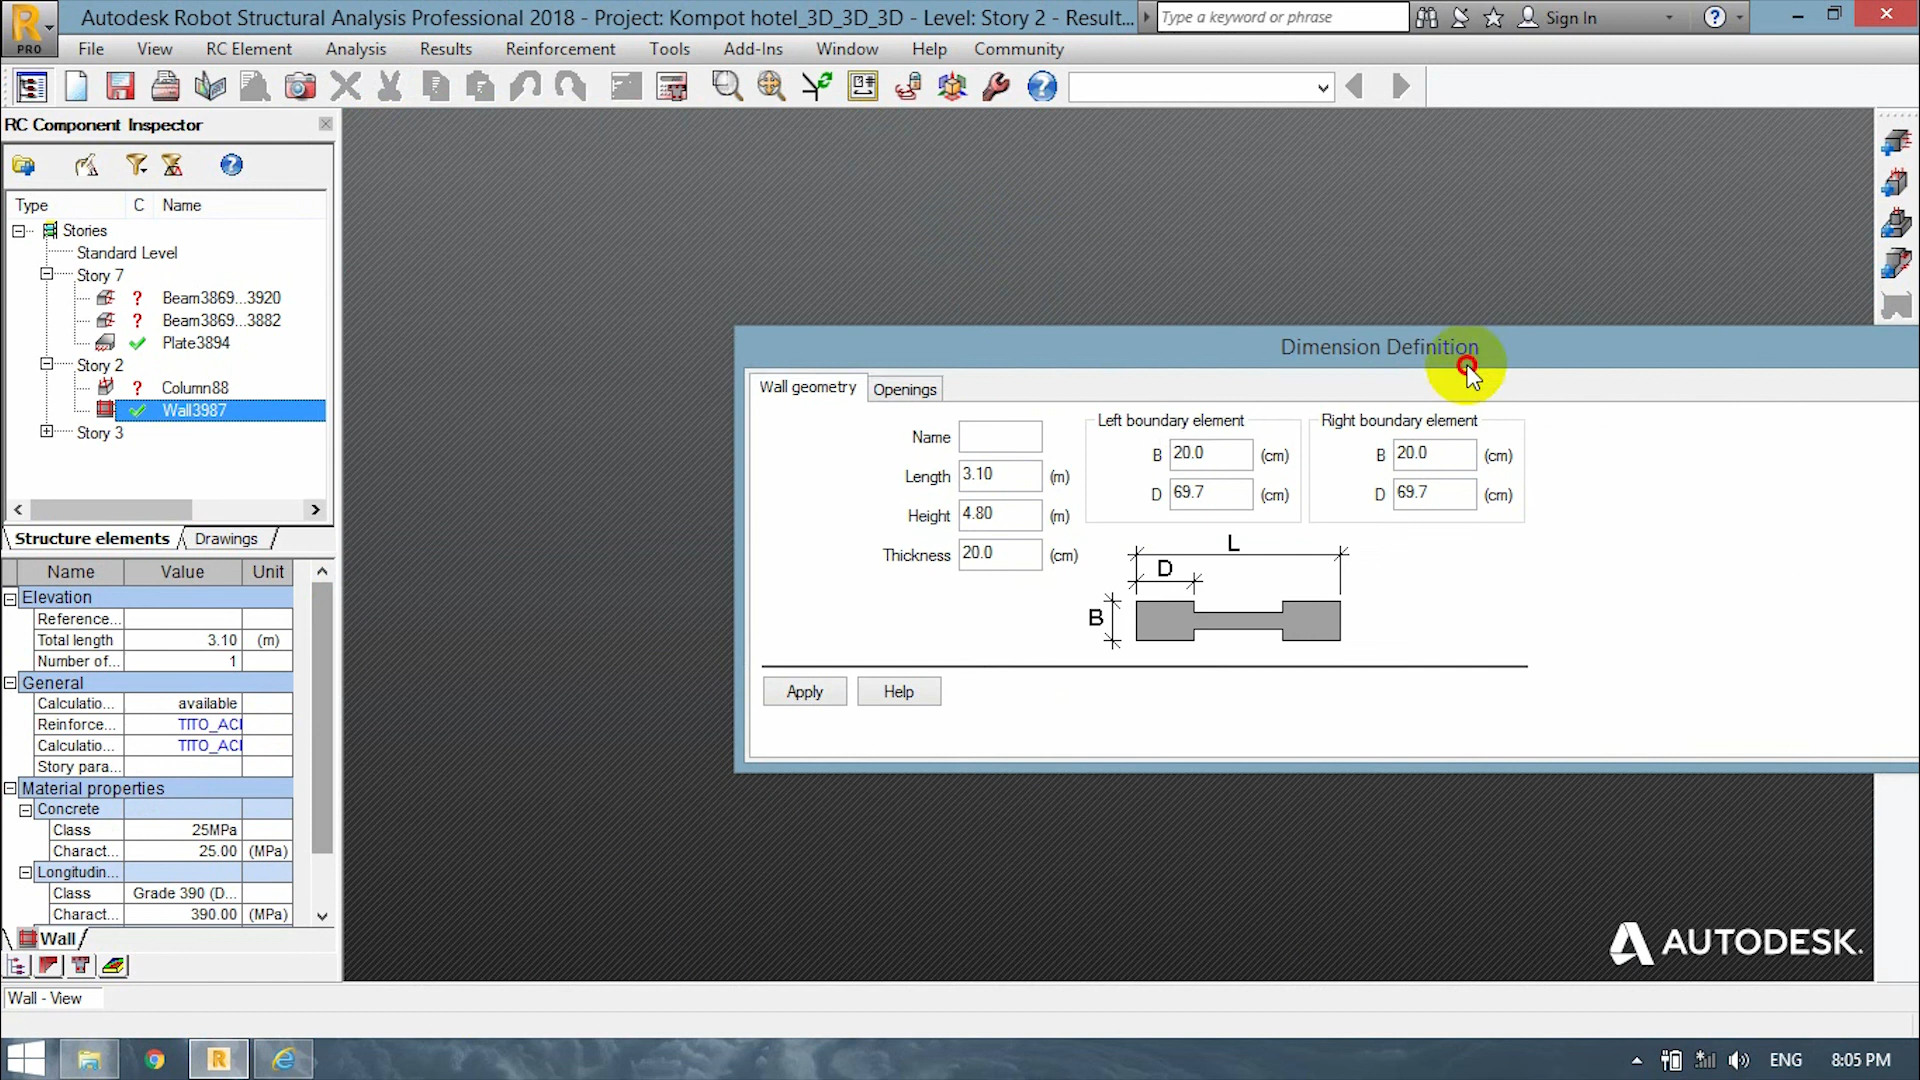 Autodesk Robot Structural Analysis Professional 2018 - Project: Kompot hotel_3D_3D_3D - Level: Story 2 - Result...
Type a keyword or phrase
Sign In
PRO
File View RC Element Analysis Results Reinforcement Tools Add-Ins Window Help Community
RC Component Inspector
Type C Name
Stories
Standard Level
Story 7
? Beam3869...3920
? Beam3869...3882
Plate3894
Story 2
? Column88
Wall3987
Story 3
Structure elements Drawings
Name Value Unit
Elevation
Reference...
Total length 3.10 (m)
Number of... 1
General
Calculatio... available
Reinforce... TITO_ACI
Calculatio... TITO_ACI
Story para...
Material properties
Concrete
Class 25MPa
Charact... 25.00 (MPa)
Longitudin...
Class Grade 390 (D...
Charact... 390.00 (MPa)
Wall
Wall - View
Dimension Definition
Wall geometry Openings
Name
Length 3.10 (m)
Height 4.80 (m)
Thickness 20.0 (cm)
Left boundary element
B 20.0 (cm)
D 69.7 (cm)
Right boundary element
B 20.0 (cm)
D 69.7 (cm)
L
D
B
Apply Help
AUTODESK.
ENG 8:05 PM